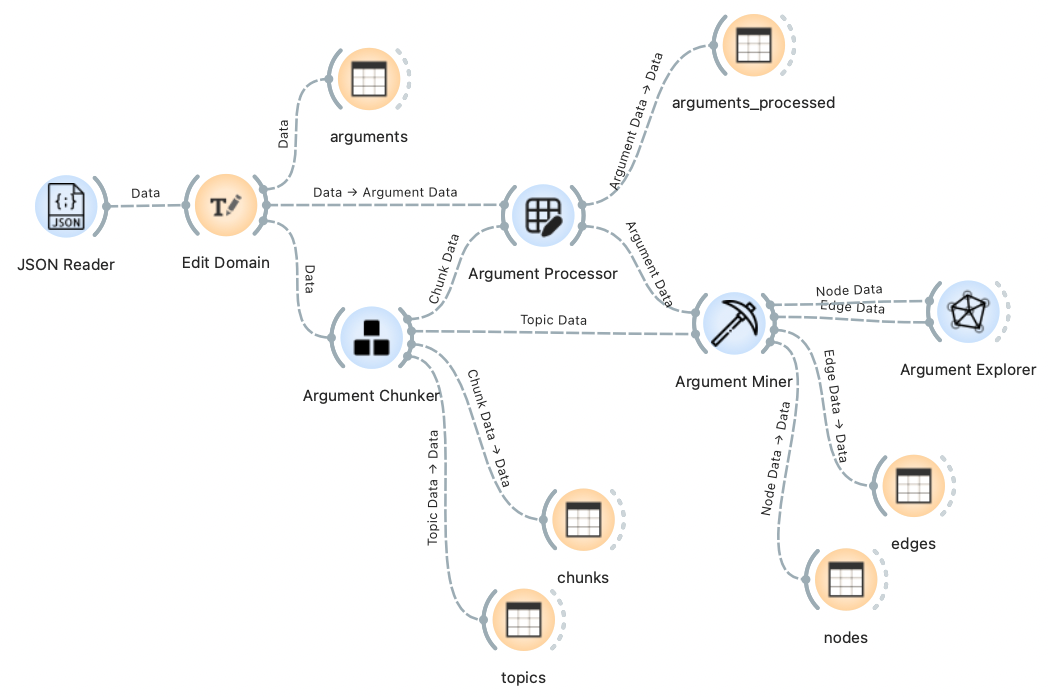 arguments_processed
arguments
Data
Argument Data → Data
{;}
JSON
Data
T
Data → Argument Data
JSON Reader
Edit Domain
Argument Processor
Data
Chunk Data
Argument Data
Topic Data
Node Data
Edge Data
Argument Chunker
Argument Miner
Argument Explorer
Chunk Data → Data
Topic Data → Data
Edge Data → Data
Node Data → Data
edges
chunks
nodes
topics